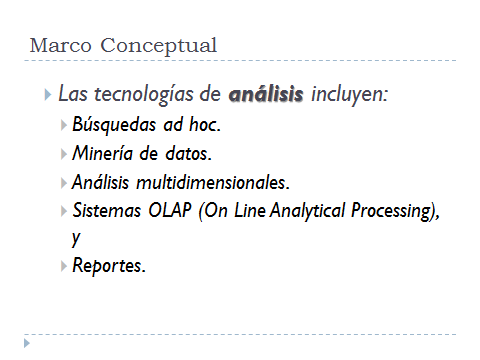 Marco Conceptual
Las tecnologías de análisis incluyen:
Búsquedas ad hoc.
Minería de datos.
Análisis multidimensionales.
Sistemas OLAP (On Line Analytical Processing),
y
Reportes.